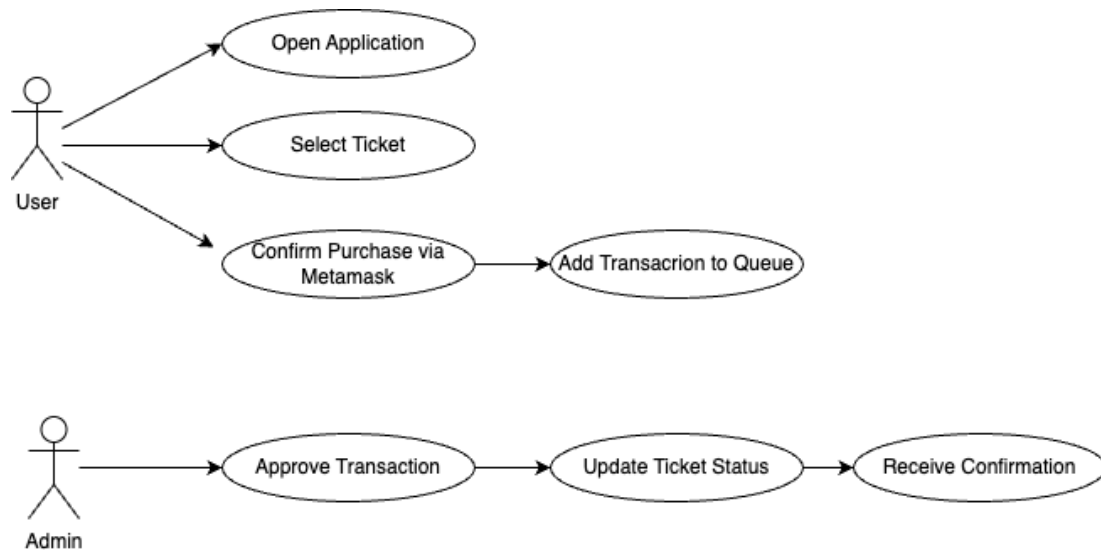 Open Application
Select Ticket
User
Confirm Purchase via
Metamask
Add Transacrion to Queue
Approve Transaction
Update Ticket Status
Receive Confirmation
Admin